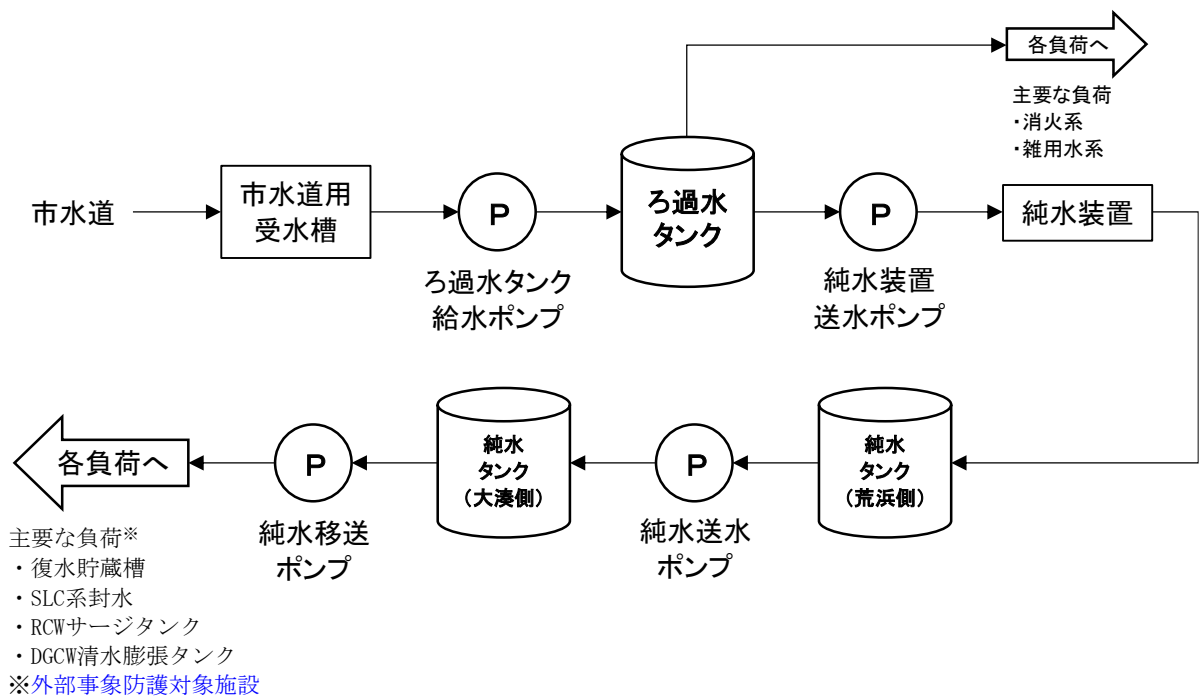 各負荷へ
主要な負荷
・消火系
・雑用水系
市水道
市水道用
受水槽
P
ろ過水タンク
給水ポンプ
ろ過水
タンク
P
純水装置
送水ポンプ
純水装置
各負荷へ
P
純水移送
ポンプ
純水
タンク
(大湊側)
P
純水送水
ポンプ
純水
タンク
(荒浜側)
主要な負荷※
・復水貯蔵槽
・SLC系封水
・RCWサージタンク
・DGCW清水膨張タンク
※外部事象防護対象施設